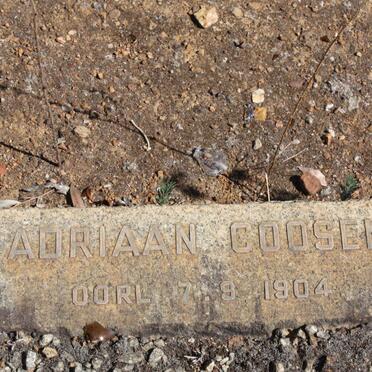 ADRIAAN COOSE
OORL 7 9 1904